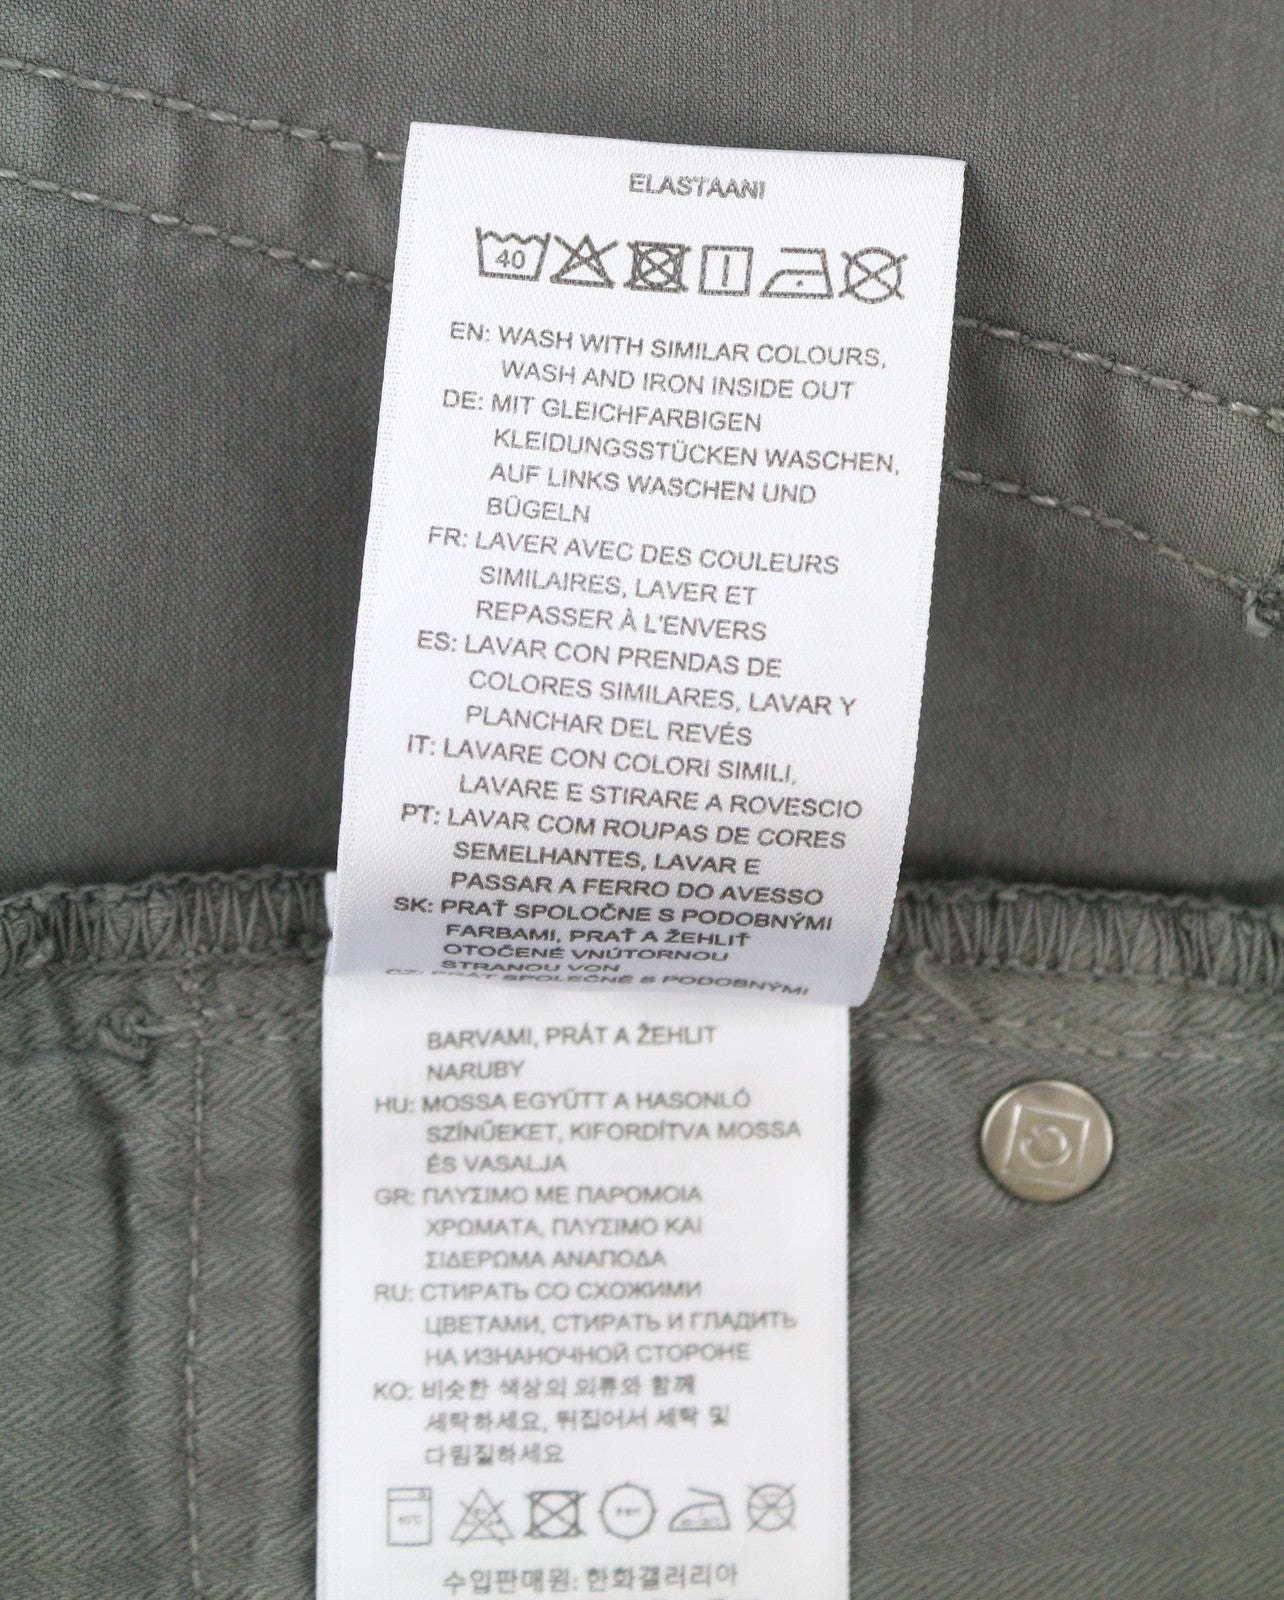 ELASTAANI
40
EN: WASH WITH SIMILAR COLOURS,
WASH AND IRON INSIDE OUT
DE: MIT GLEICHFARBIGEN
KLEIDUNGSSTÜCKEN WASCHEN,
AUF LINKS WASCHEN UND
BÜGELN
FR: LAVER AVEC DES COULEURS
SIMILAIRES, LAVER ET
REPASSER À L'ENVERS
ES: LAVAR CON PRENDAS DE
COLORES SIMILARES, LAVAR Y
PLANCHAR DEL REVÉS
IT: LAVARE CON COLORI SIMILI,
LAVARE E STIRARE A ROVESCIO
PT: LAVAR COM ROUPAS DE CORES
SEMELHANTES, LAVAR E
PASSAR A FERRO DO AVESSO
SK: PRAŤ SPOLOČNE S PODOBNÝMI
FARBAMI, PRAŤ A ŽEHLIŤ
OTOČENÉ VNÚTORNOU
STRANOU VON
CZ: PRÁT SPOLEČNĚ S PODOBNÝMI
BARVAMI, PRÁT A ŽEHLIT
NARUBY
HU: MOSSA EGYÜTT A HASONLÓ
SZÍNŰEKET, KIFORDÍTVA MOSSA
ÉS VASALJA
GR: ΠΛΥΣΙΜΟ ΜΕ ΠΑΡΟΜΟΙΑ
ΧΡΩΜΑΤΑ, ΠΛΥΣΙΜΟ ΚΑΙ
ΣΙΔΕΡΩΜΑ ΑΝΑΠΟΔΑ
RU: СТИРАТЬ СО СХОЖИМИ
ЦВЕТАМИ, СТИРАТЬ И ГЛАДИТЬ
НА ИЗНАНОЧНОЙ СТОРОНЕ
KO: 비슷한 색상의 의류와 함께
세탁하세요, 뒤집어서 세탁 및
다림질하세요
수입판매원: 한화갤러리아